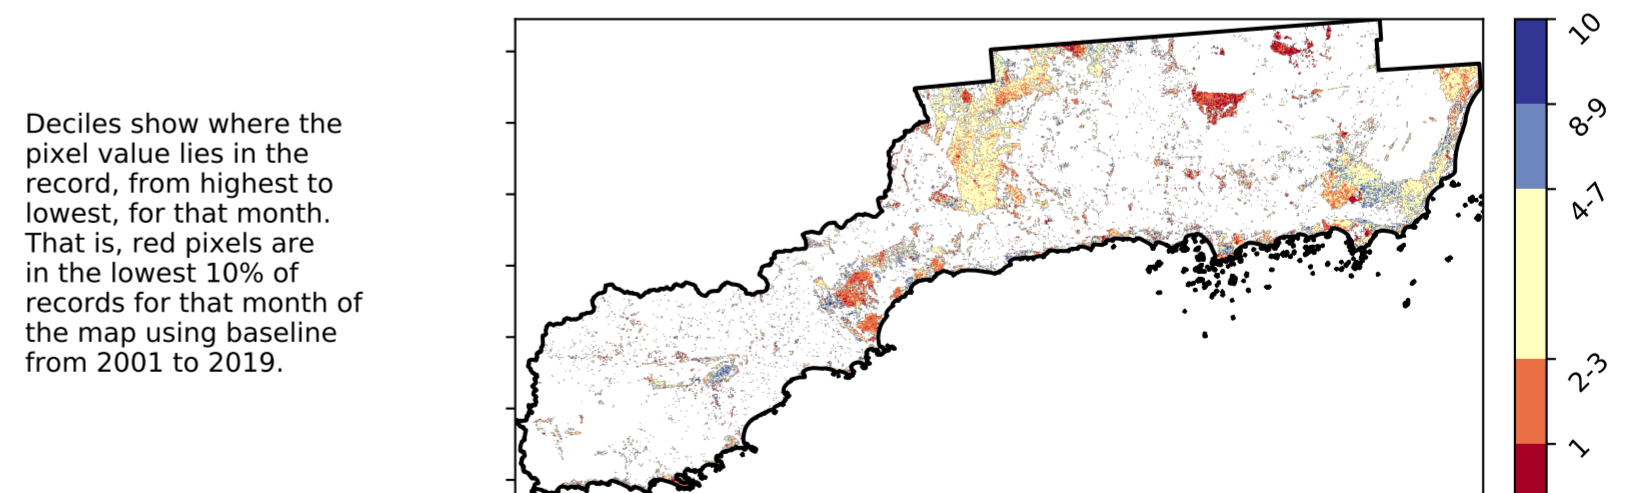 Deciles show where the
pixel value lies in the
record, from highest to
lowest, for that month.
That is, red pixels are
in the lowest 10% of
records for that month of
the map using baseline
from 2001 to 2019.
10
8-9
4-7
2-3
1